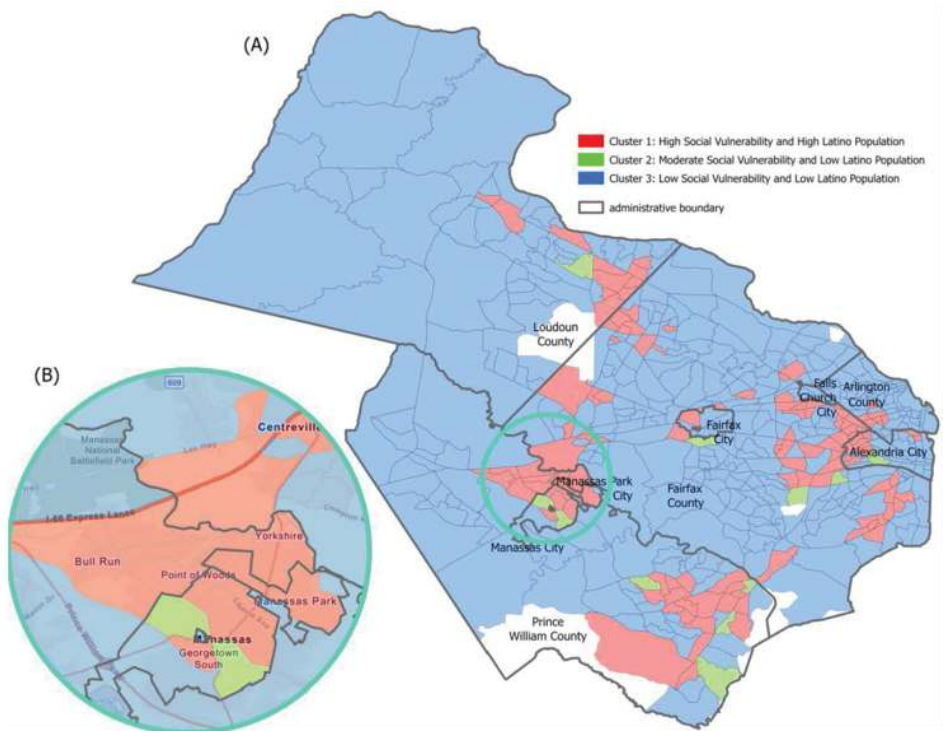 (A)
Cluster 1: High Social Vulnerability and High Latino Population
Cluster 2: Moderate Social Vulnerability and Low Latino Population
Cluster 3: Low Social Vulnerability and Low Latino Population
administrative boundary
Loudoun
County
Falls
Church
City
Arlington
County
Fairfax
City
Alexandria City
Manassas Park
City
Fairfax
County
Manassas City
Prince
William County
(B)
609
Centreville
Manassas
National
Battlefield Park
Lee Hwy
I-66 Express Lanes
Yorkshire
Bull Run
Point of Woods
Manassas Park
Manassas
Georgetown
South